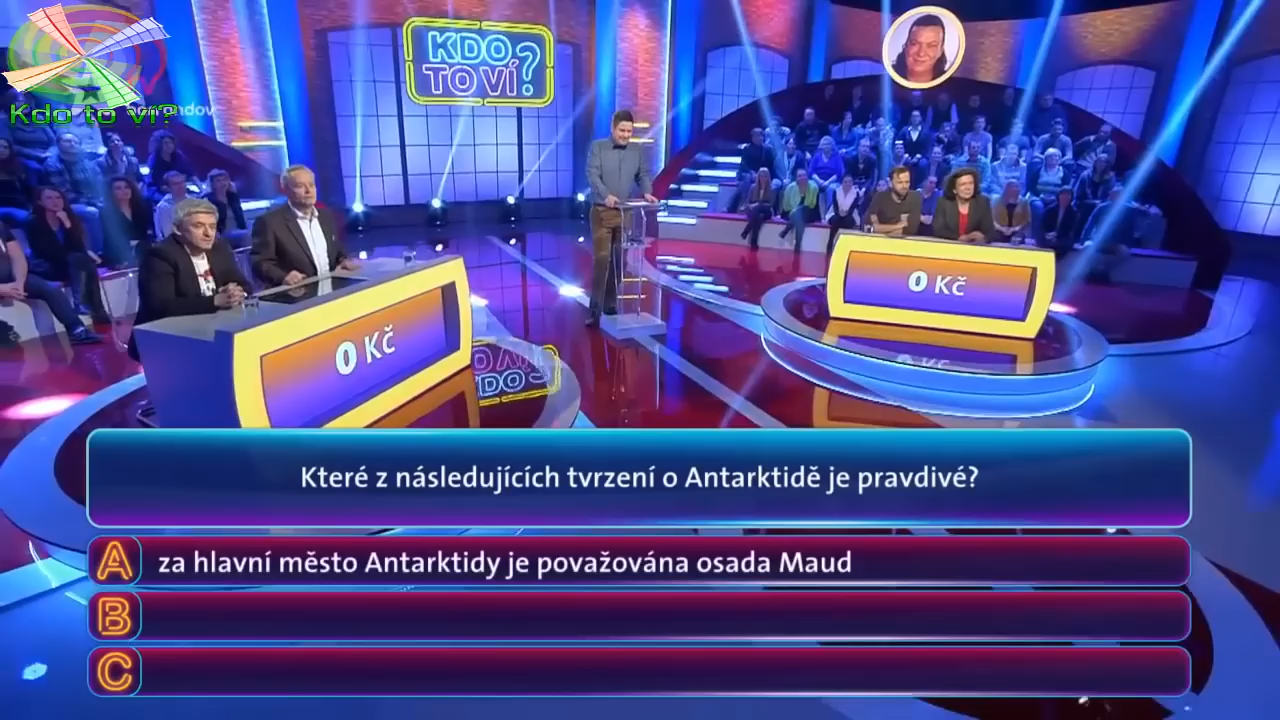 KDO
TO VÍ?
Kdo to ví?
0 Kč
0 Kč
Které z následujících tvrzení o Antarktidě je pravdivé?
A za hlavní město Antarktidy je považována osada Maud
B
C